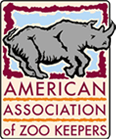 AMERICAN
ASSOCIATION
of ZOO KEEPERS